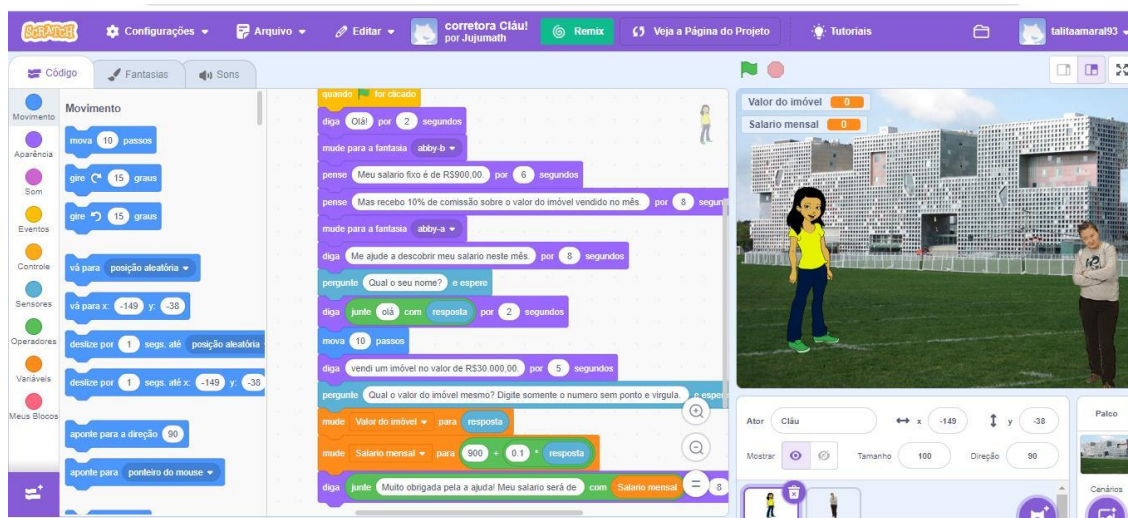 SCRATCH
Configurações
Arquivo
Editar
corretora Cláu!
por Jujumath
Remix
Veja a Página do Projeto
Tutoriais
talitaamaral93
Código
Fantasias
Sons
Movimento
Aparência
Som
Eventos
Controle
Sensores
Operadores
Variáveis
Meus Blocos
Movimento
mova 10 passos
gire 15 graus
gire 15 graus
vá para posição aleatória
vá para x: -149 y: -38
deslize por 1 segs. até posição aleatória
deslize por 1 segs. até x: -149 y: -38
aponte para a direção 90
aponte para ponteiro do mouse
quando for clicado
diga Olá! por 2 segundos
mude para a fantasia abby-b
pense Meu salario fixo é de R$900,00. por 6 segundos
pense Mas recebo 10% de comissão sobre o valor do imóvel vendido no mês. por 8 segun
mude para a fantasia abby-a
diga Me ajude a descobrir meu salario neste mês. por 8 segundos
pergunte Qual o seu nome? e espere
diga junte olá com resposta por 2 segundos
mova 10 passos
diga vendi um imóvel no valor de R$30.000,00. por 5 segundos
pergunte Qual o valor do imóvel mesmo? Digite somente o numero sem ponto e virgula. e espe
mude Valor do imóvel para resposta
mude Salario mensal para 900 + 0.1 * resposta
diga junte Muito obrigada pela a ajuda! Meu salario será de com Salario mensal 8
Valor do imóvel 0
Salario mensal 0
Ator Cláu x -149 y -38
Mostrar Tamanho 100 Direção 90
Palco
Cenários